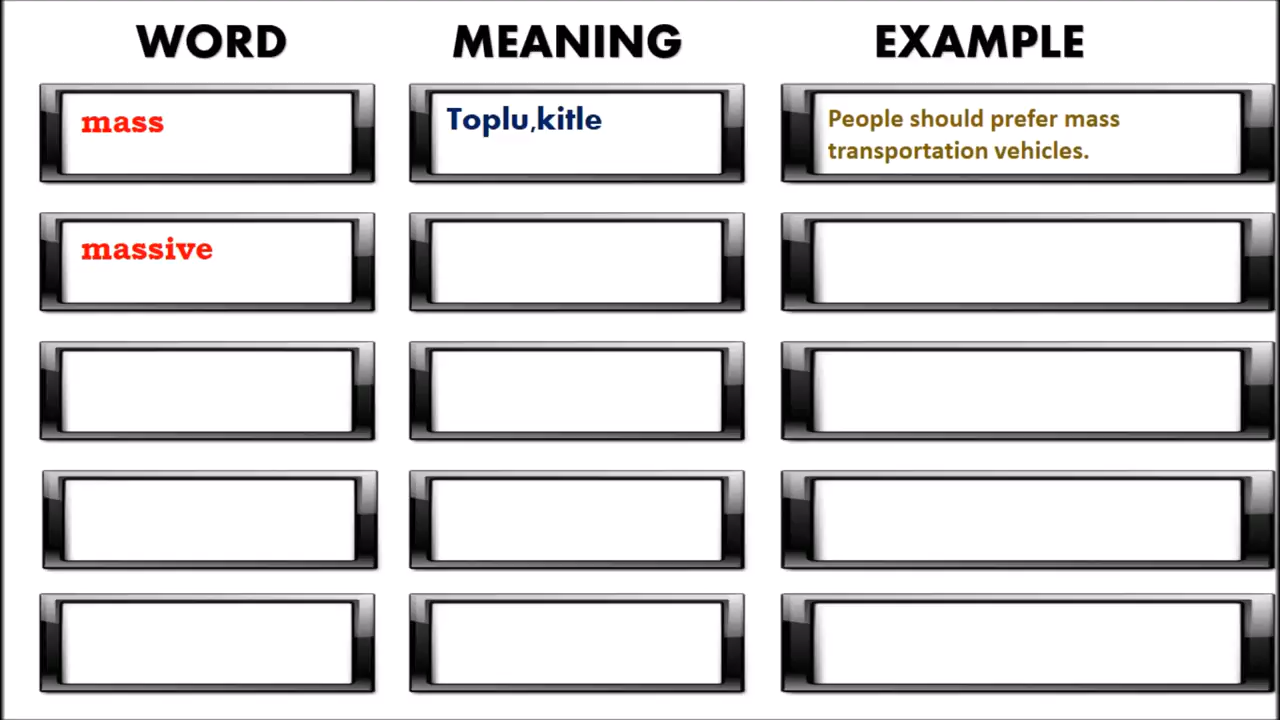 WORD MEANING EXAMPLE
mass Toplu,kitle People should prefer mass
transportation vehicles.
massive